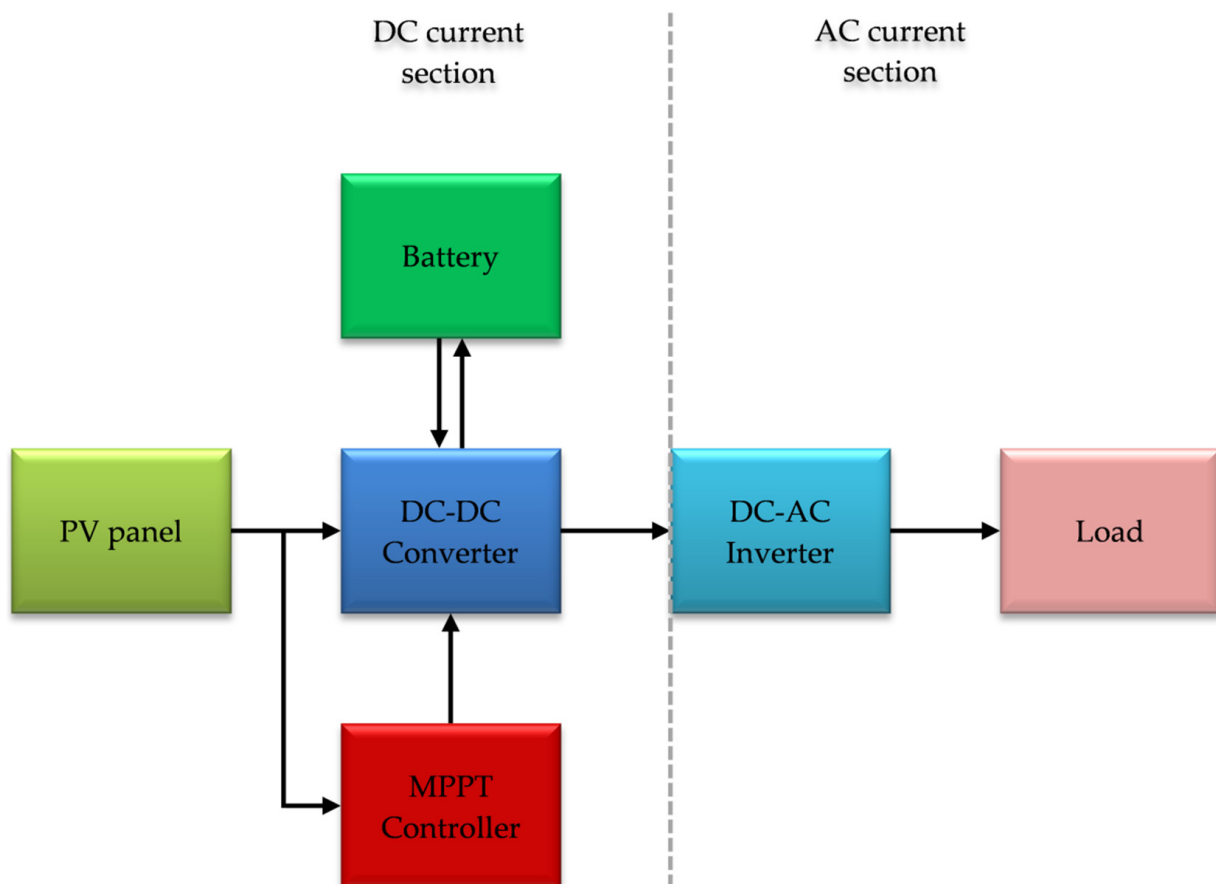 DC current
section
AC current
section
Battery
PV panel
DC-DC
Converter
DC-AC
Inverter
Load
MPPT
Controller